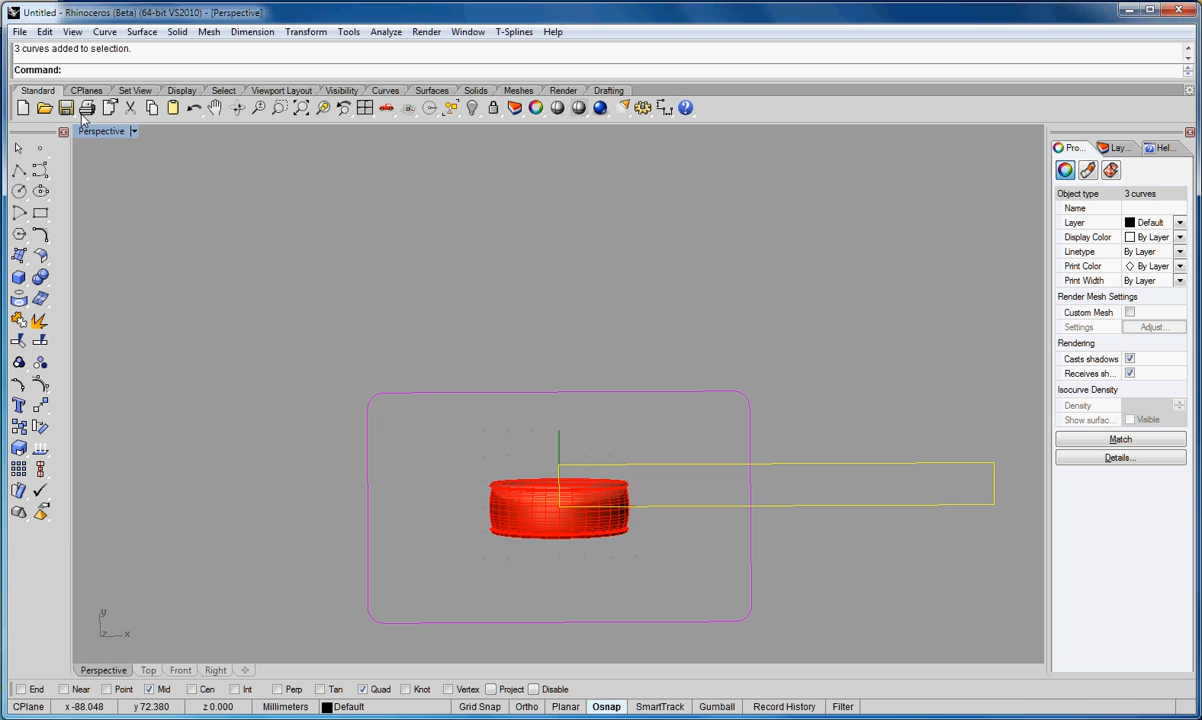 Untitled - Rhinoceros (Beta) (64-bit VS2010) - [Perspective]
File Edit View Curve Surface Solid Mesh Dimension Transform Tools Analyze Render Window T-Splines Help
3 curves added to selection.
Command:
Standard CPlanes Set View Display Select Viewport Layout Visibility Curves Surfaces Solids Meshes Render Drafting
Perspective
Pro... Lay... Hel...
Object type 3 curves
Name
Layer Default
Display Color By Layer
Linetype By Layer
Print Color By Layer
Print Width By Layer
Render Mesh Settings
Custom Mesh
Settings Adjust...
Rendering
Casts shadows
Receives sh...
Isocurve Density
Density
Show surfac... Visible
Match
Details...
y
z x
Perspective Top Front Right
End Near Point Mid Cen Int Perp Tan Quad Knot Vertex Project Disable
CPlane x -88.048 y 72.380 z 0.000 Millimeters Default Grid Snap Ortho Planar Osnap SmartTrack Gumball Record History Filter